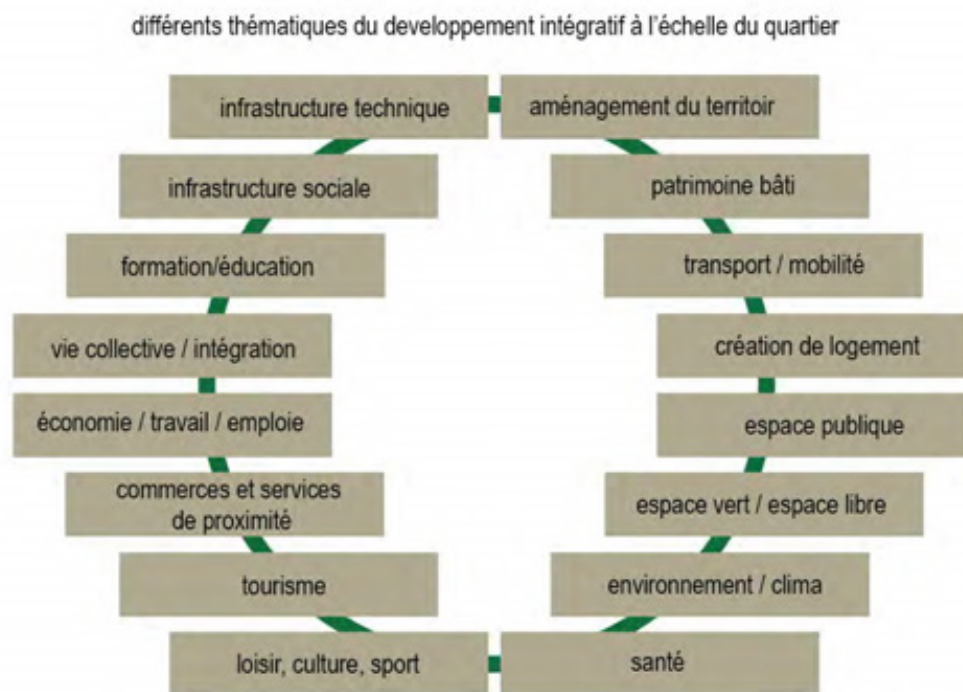 différents thématiques du developpement intégratif à l'échelle du quartier
infrastructure technique
aménagement du territoir
infrastructure sociale
patrimoine bâti
formation/éducation
transport / mobilité
vie collective / intégration
création de logement
économie / travail / emploie
espace publique
commerces et services
de proximité
espace vert / espace libre
tourisme
environnement / clima
loisir, culture, sport
santé